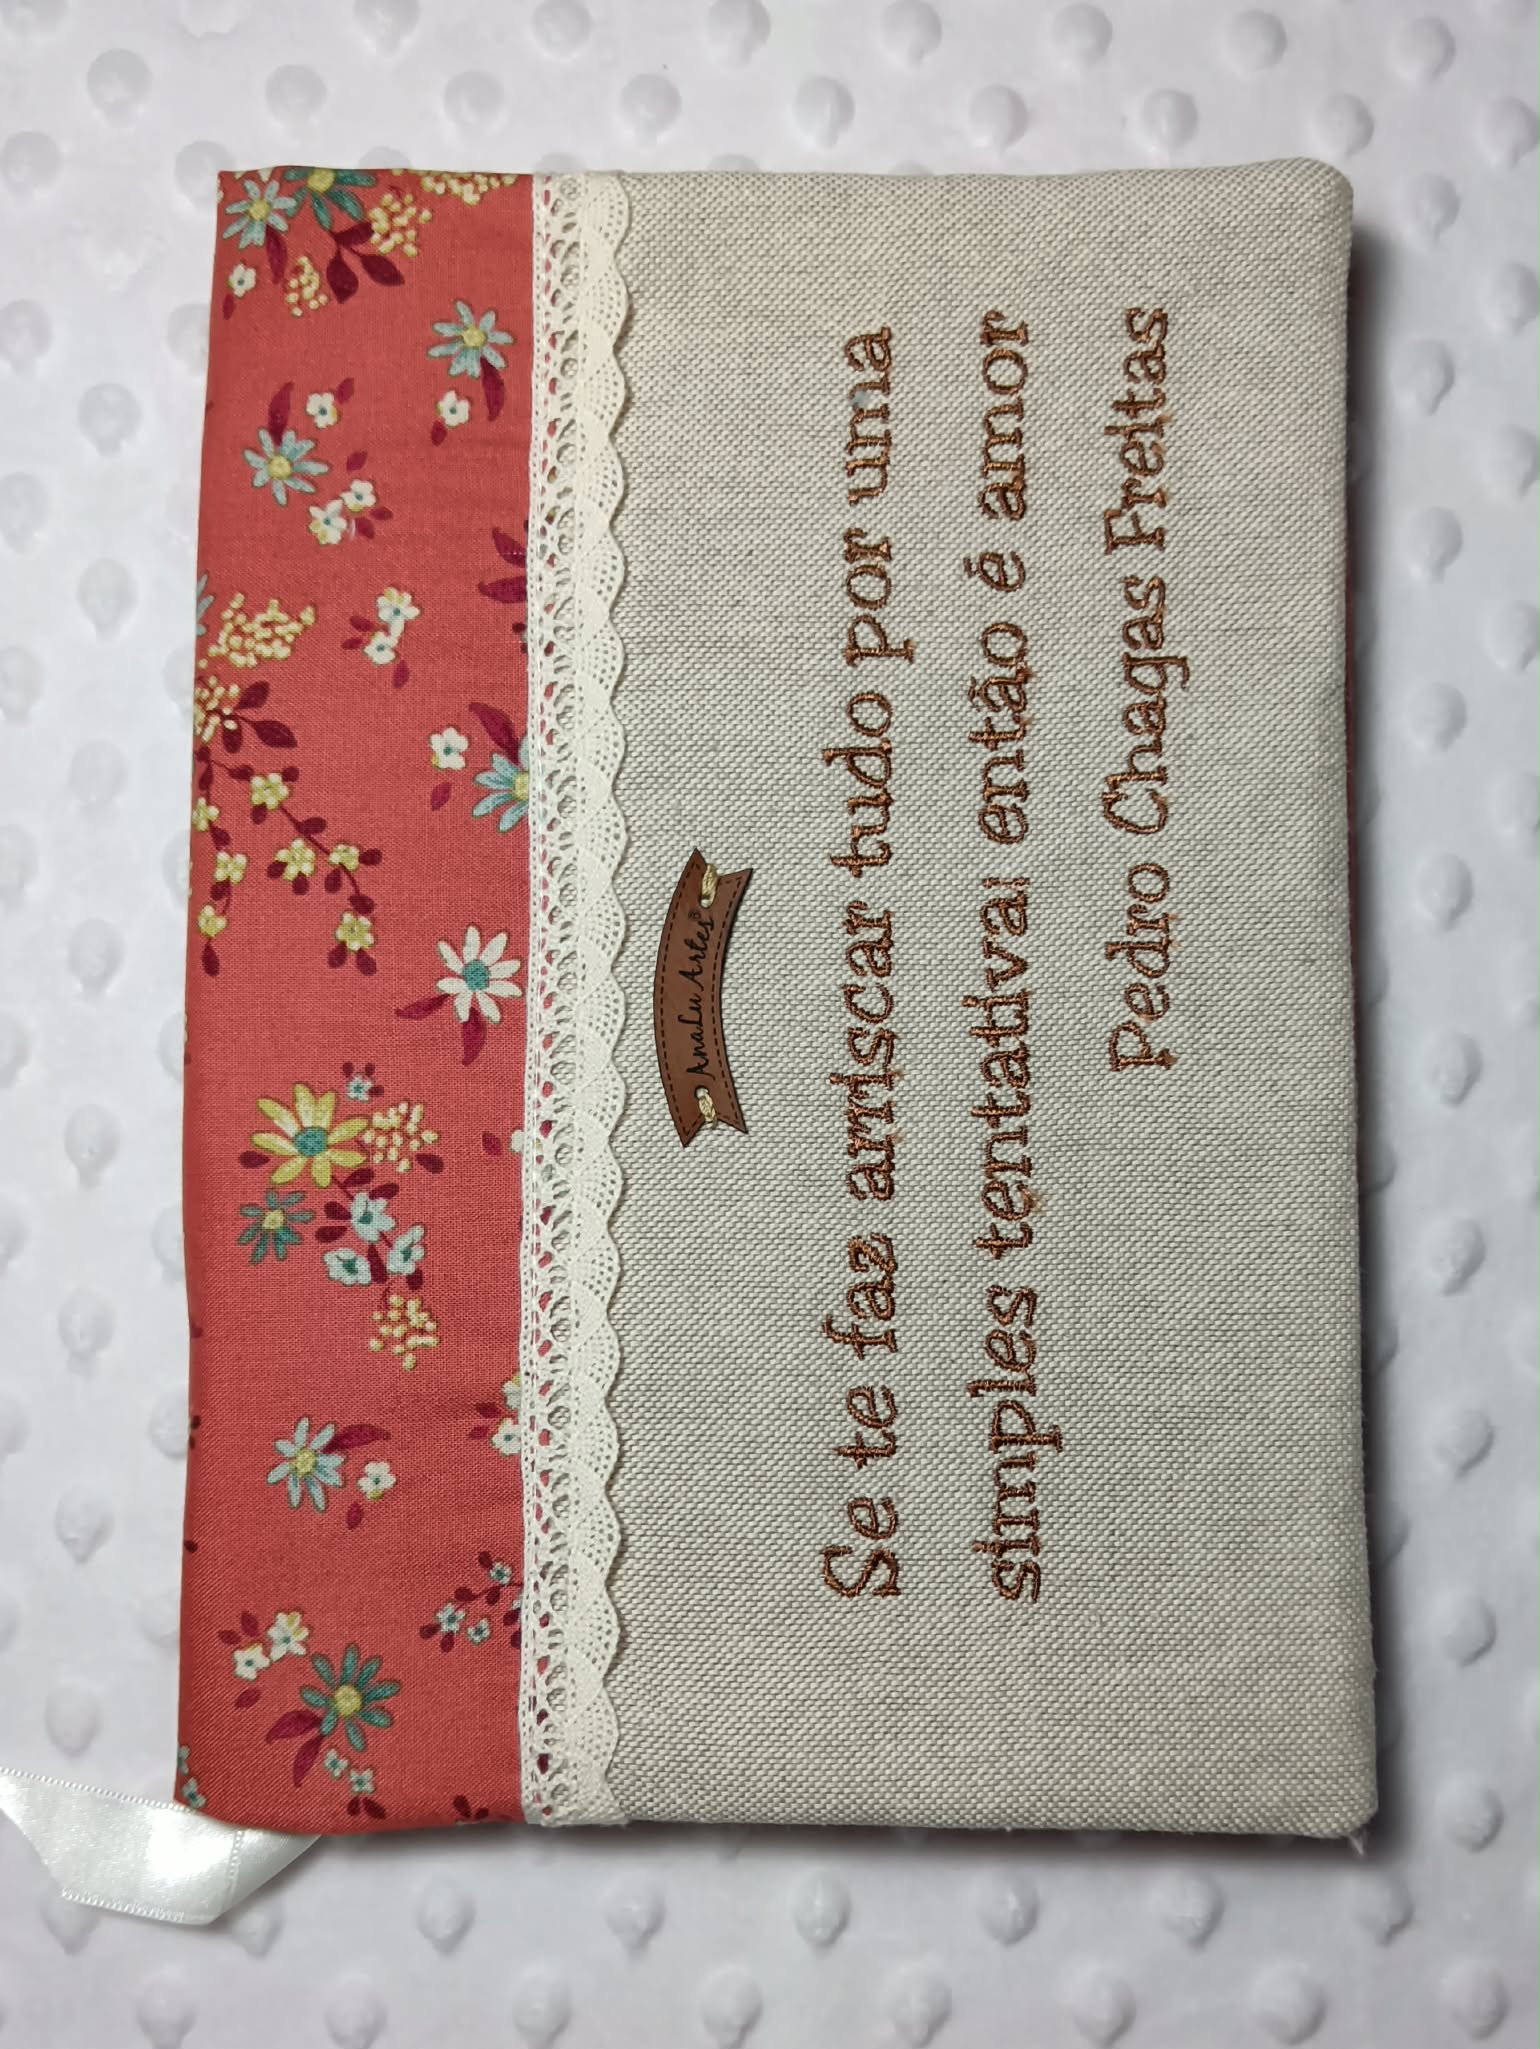 AnaLu Artes®
Se te faz arriscar tudo por uma
simples tentativa; então é amor
Pedro Chagas Freitas